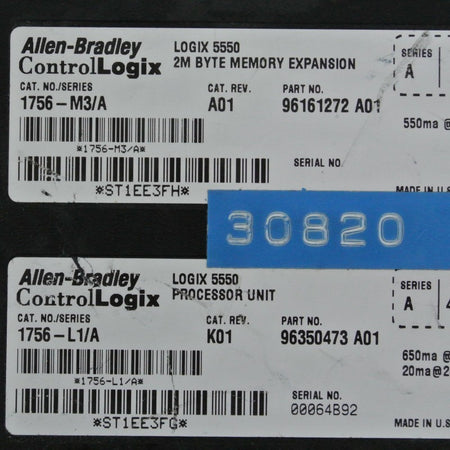 Allen-Bradley LOGIX 5550
ControlLogix 2M BYTE MEMORY EXPANSION
SERIES
A
CAT. NO./SERIES CAT. REV. PART NO.
1756-M3/A A01 96161272 A01
550ma @
*1756-M3/A*
SERIAL NO.
*ST1EE3FH*
MADE IN U.S
30820
Allen-Bradley LOGIX 5550
ControlLogix PROCESSOR UNIT
SERIES
A
CAT. NO./SERIES CAT. REV. PART NO.
1756-L1/A K01 96350473 A01
650ma @
20ma@2
*1756-L1/A*
SERIAL NO.
00064B92
*ST1EE3FG*
MADE IN U.S